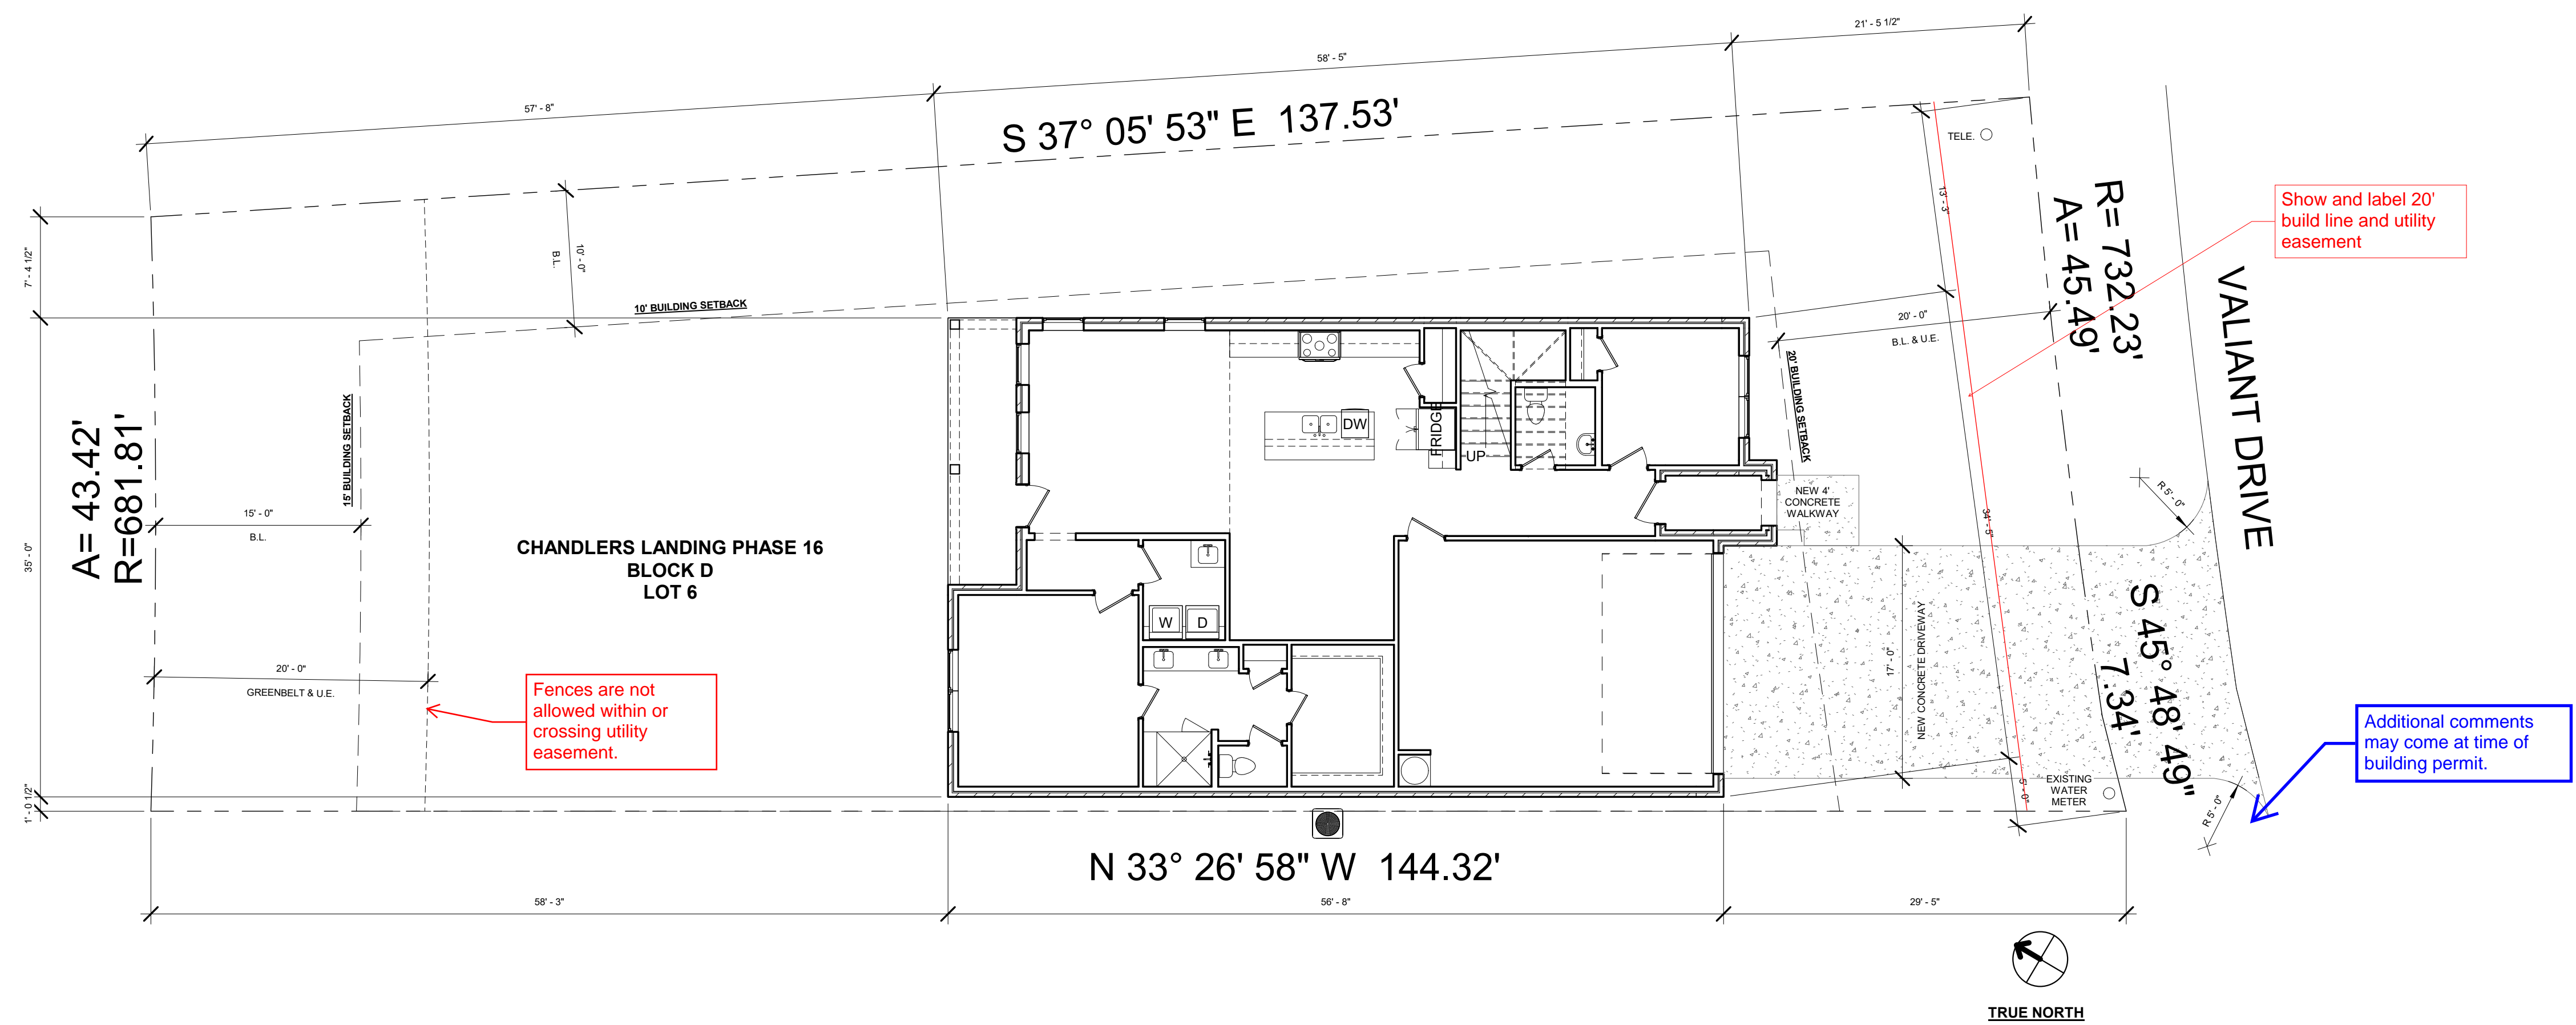 21' - 5 1/2"
58' - 5"
57' - 8"
S 37° 05' 53" E 137.53'
TELE.
13' - 3"
R= 732.23'
A= 45.49'
Show and label 20'
build line and utility
easement
VALIANT DRIVE
7' - 4 1/2"
B.L.
10' - 0"
10' BUILDING SETBACK
20' - 0"
B.L. & U.E.
20' BUILDING SETBACK
15' BUILDING SETBACK
A= 43.42'
R=681.81'
15' - 0"
B.L.
35' - 0"
DW
FRIDGE
UP
NEW 4'
CONCRETE
WALKWAY
R 5' - 0"
34' - 5"
CHANDLERS LANDING PHASE 16
BLOCK D
LOT 6
W
D
20' - 0"
GREENBELT & U.E.
Fences are not
allowed within or
crossing utility
easement.
17' - 0"
NEW CONCRETE DRIVEWAY
S 45° 48' 49"
7.34'
Additional comments
may come at time of
building permit.
1' - 0 1/2"
5' - 0"
EXISTING
WATER
METER
R 5' - 0"
N 33° 26' 58" W 144.32'
58' - 3"
56' - 8"
29' - 5"
TRUE NORTH